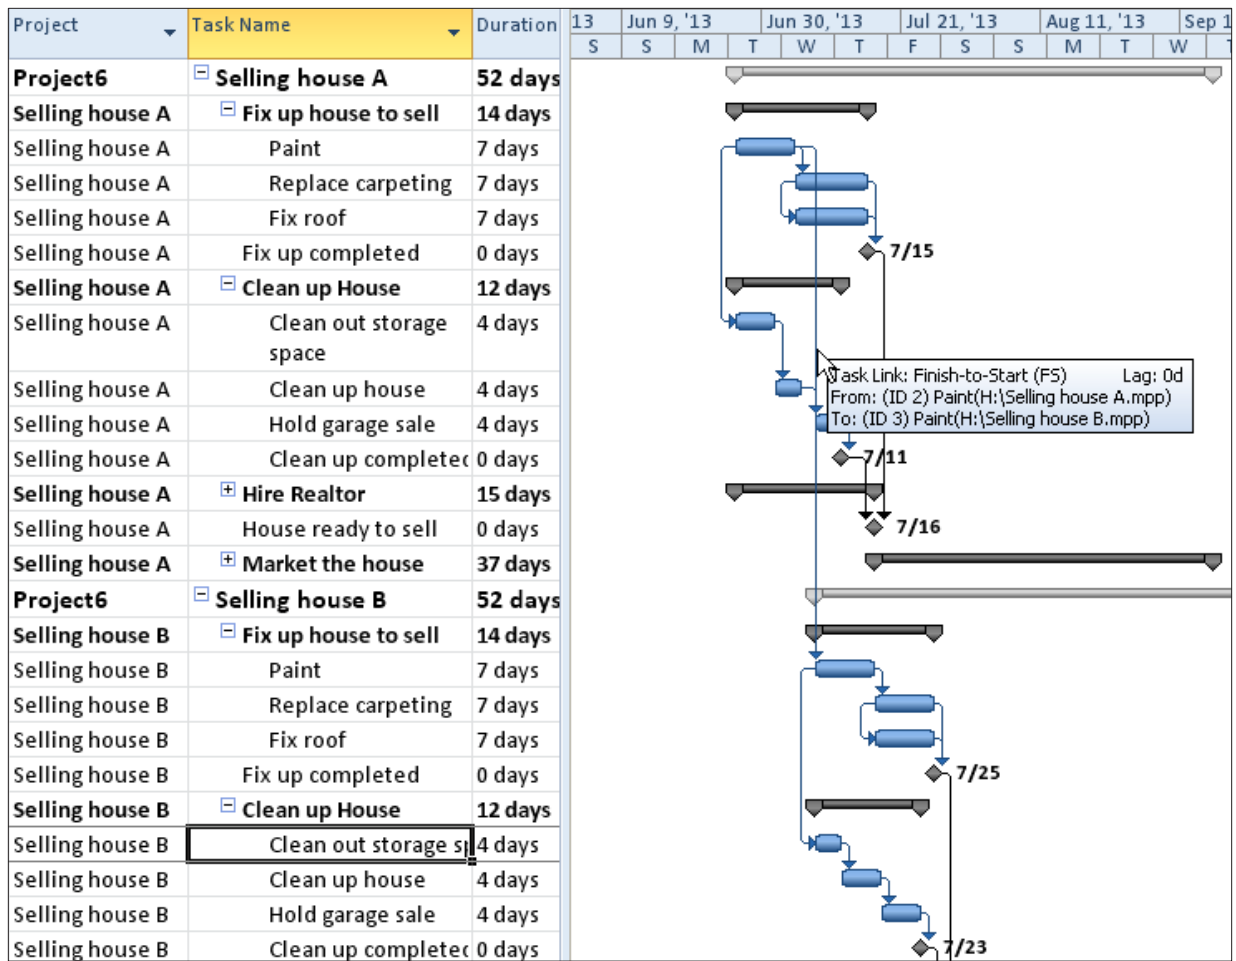 Project Task Name Duration 13 Jun 9, '13 Jun 30, '13 Jul 21, '13 Aug 11, '13 Sep 1
S S M T W T F S S M T W T
Project6 Selling house A 52 days
Selling house A Fix up house to sell 14 days
Selling house A Paint 7 days
Selling house A Replace carpeting 7 days
Selling house A Fix roof 7 days
Selling house A Fix up completed 0 days 7/15
Selling house A Clean up House 12 days
Selling house A Clean out storage 4 days
space
Task Link: Finish-to-Start (FS) Lag: 0d
Selling house A Clean up house 4 days
From: (ID 2) Paint(H:\Selling house A.mpp)
Selling house A Hold garage sale 4 days
To: (ID 3) Paint(H:\Selling house B.mpp)
Selling house A Clean up completec 0 days 7/11
Selling house A Hire Realtor 15 days
Selling house A House ready to sell 0 days 7/16
Selling house A Market the house 37 days
Project6 Selling house B 52 days
Selling house B Fix up house to sell 14 days
Selling house B Paint 7 days
Selling house B Replace carpeting 7 days
Selling house B Fix roof 7 days
Selling house B Fix up completed 0 days 7/25
Selling house B Clean up House 12 days
Selling house B Clean out storage sp 4 days
Selling house B Clean up house 4 days
Selling house B Hold garage sale 4 days
Selling house B Clean up completec 0 days 7/23